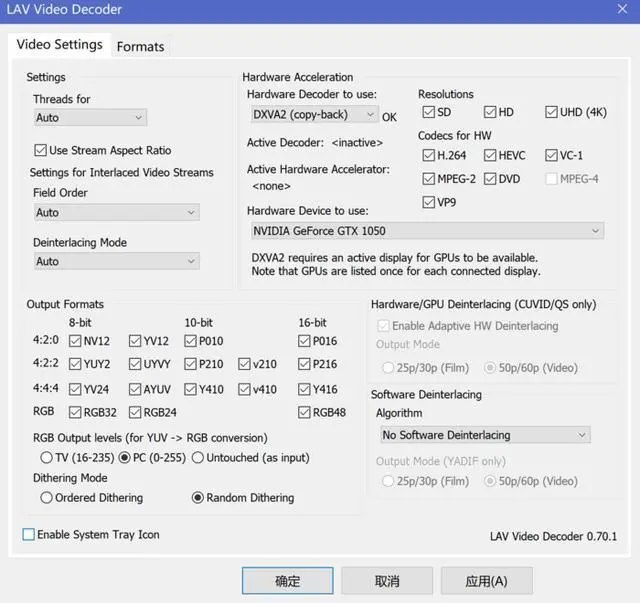 LAV Video Decoder
Video Settings Formats
Settings
Threads for
Auto
Use Stream Aspect Ratio
Settings for Interlaced Video Streams
Field Order
Auto
Deinterlacing Mode
Auto
Hardware Acceleration
Hardware Decoder to use:
DXVA2 (copy-back) OK
Active Decoder: <inactive>
Active Hardware Accelerator:
<none>
Resolutions
SD HD UHD (4K)
Codecs for HW
H.264 HEVC VC-1
MPEG-2 DVD MPEG-4
VP9
Hardware Device to use:
NVIDIA GeForce GTX 1050
DXVA2 requires an active display for GPUs to be available.
Note that GPUs are listed once for each connected display.
Output Formats
8-bit 10-bit 16-bit
4:2:0 NV12 YV12 P010 P016
4:2:2 YUY2 UYVY P210 v210 P216
4:4:4 YV24 AYUV Y410 v410 Y416
RGB RGB32 RGB24 RGB48
RGB Output levels (for YUV -> RGB conversion)
TV (16-235) PC (0-255) Untouched (as input)
Dithering Mode
Ordered Dithering Random Dithering
Hardware/GPU Deinterlacing (CUVID/QS only)
Enable Adaptive HW Deinterlacing
Output Mode
25p/30p (Film) 50p/60p (Video)
Software Deinterlacing
Algorithm
No Software Deinterlacing
Output Mode (YADIF only)
25p/30p (Film) 50p/60p (Video)
Enable System Tray Icon
LAV Video Decoder 0.70.1
确定 取消 应用(A)